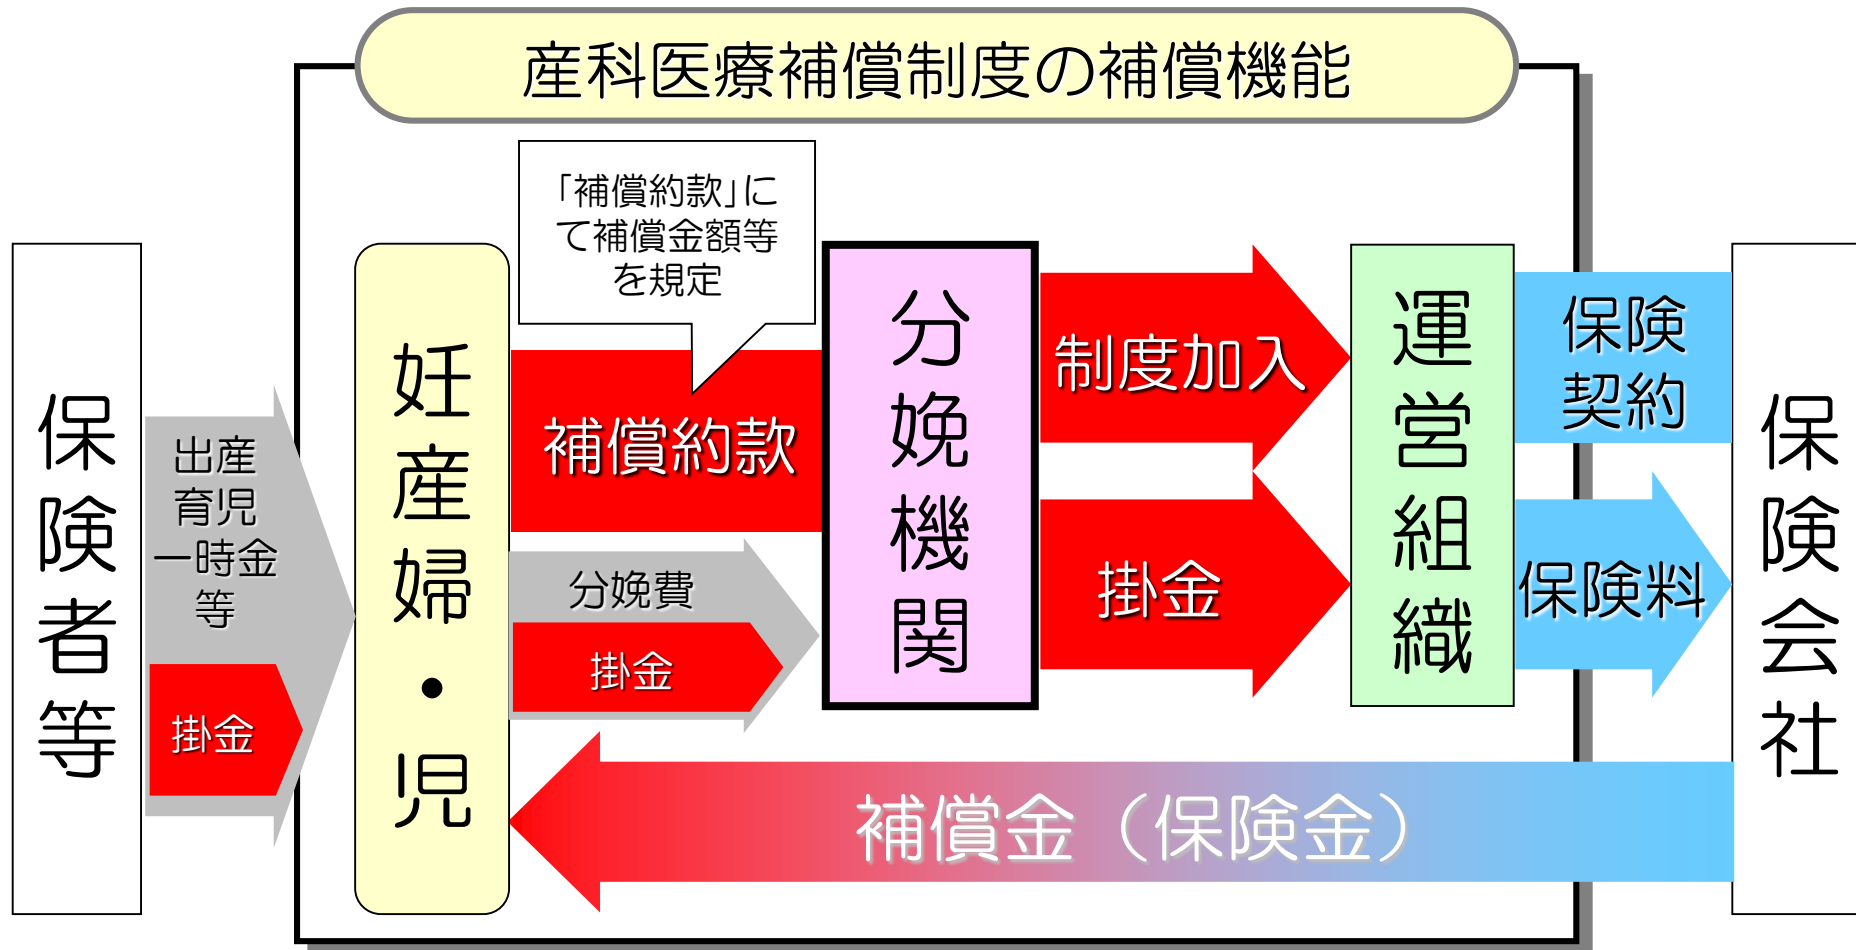 産科医療補償制度の補償機能
「補償約款」に
て補償金額等
を規定
保険者等
出産
育児
一時金
等
掛金
妊産婦・児
補償約款
分娩費
掛金
分娩機関
制度加入
掛金
運営組織
保険
契約
保険料
保険会社
補償金（保険金）